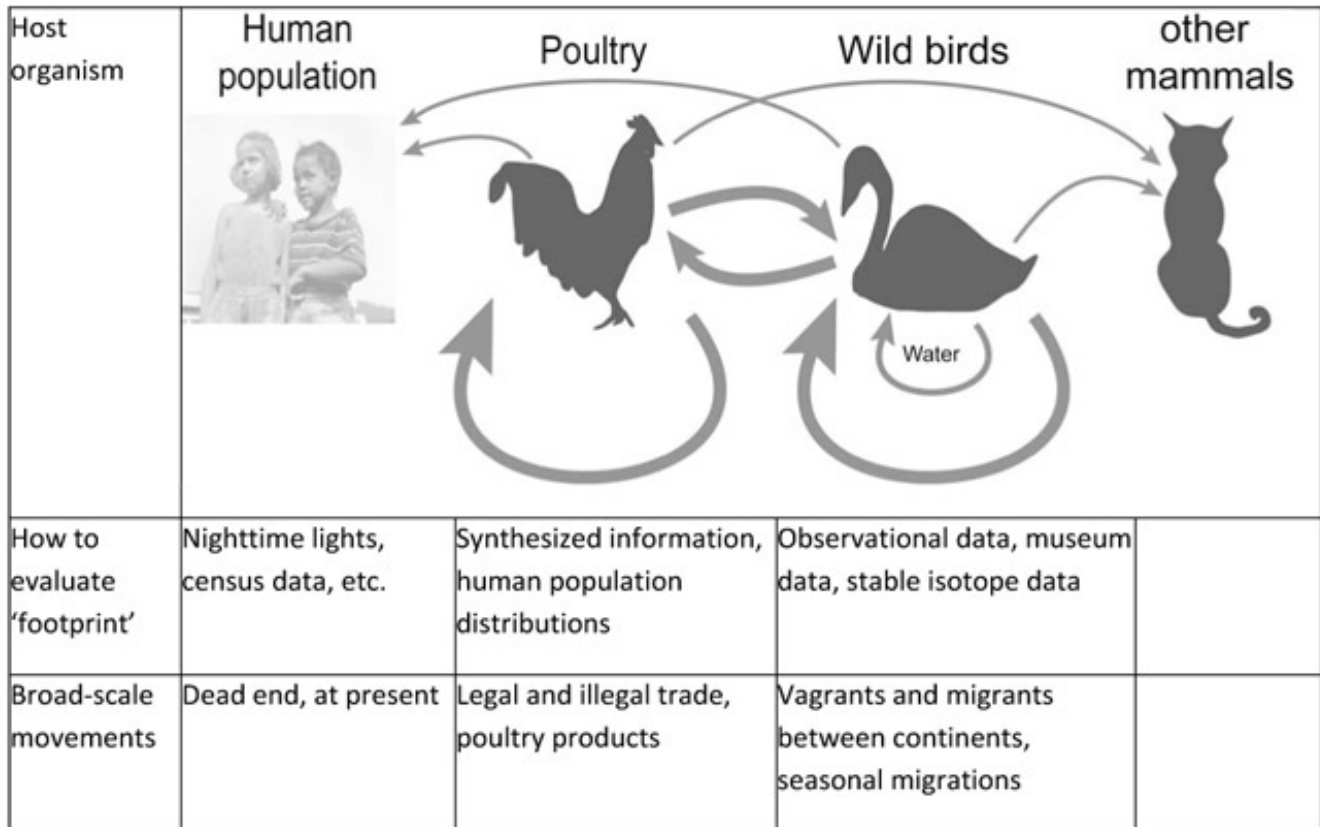 Host
organism
Human
population
Poultry
Wild birds
other
mammals
Water
How to
evaluate
‘footprint’
Nighttime lights,
census data, etc.
Synthesized information,
human population
distributions
Observational data, museum
data, stable isotope data
Broad-scale
movements
Dead end, at present
Legal and illegal trade,
poultry products
Vagrants and migrants
between continents,
seasonal migrations